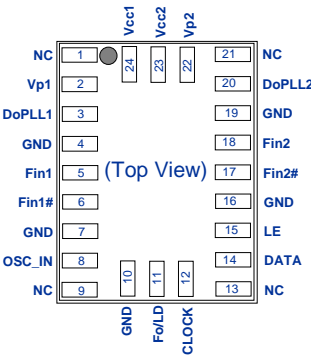 Vcc1 Vcc2 Vp2
24 23 22
NC 1 21 NC
Vp1 2 20 DoPLL2
DoPLL1 3 19 GND
GND 4 18 Fin2
Fin1 5 (Top View) 17 Fin2#
Fin1# 6 16 GND
GND 7 15 LE
OSC_IN 8 14 DATA
NC 9 13 NC
10 11 12
GND Fo/LD CLOCK